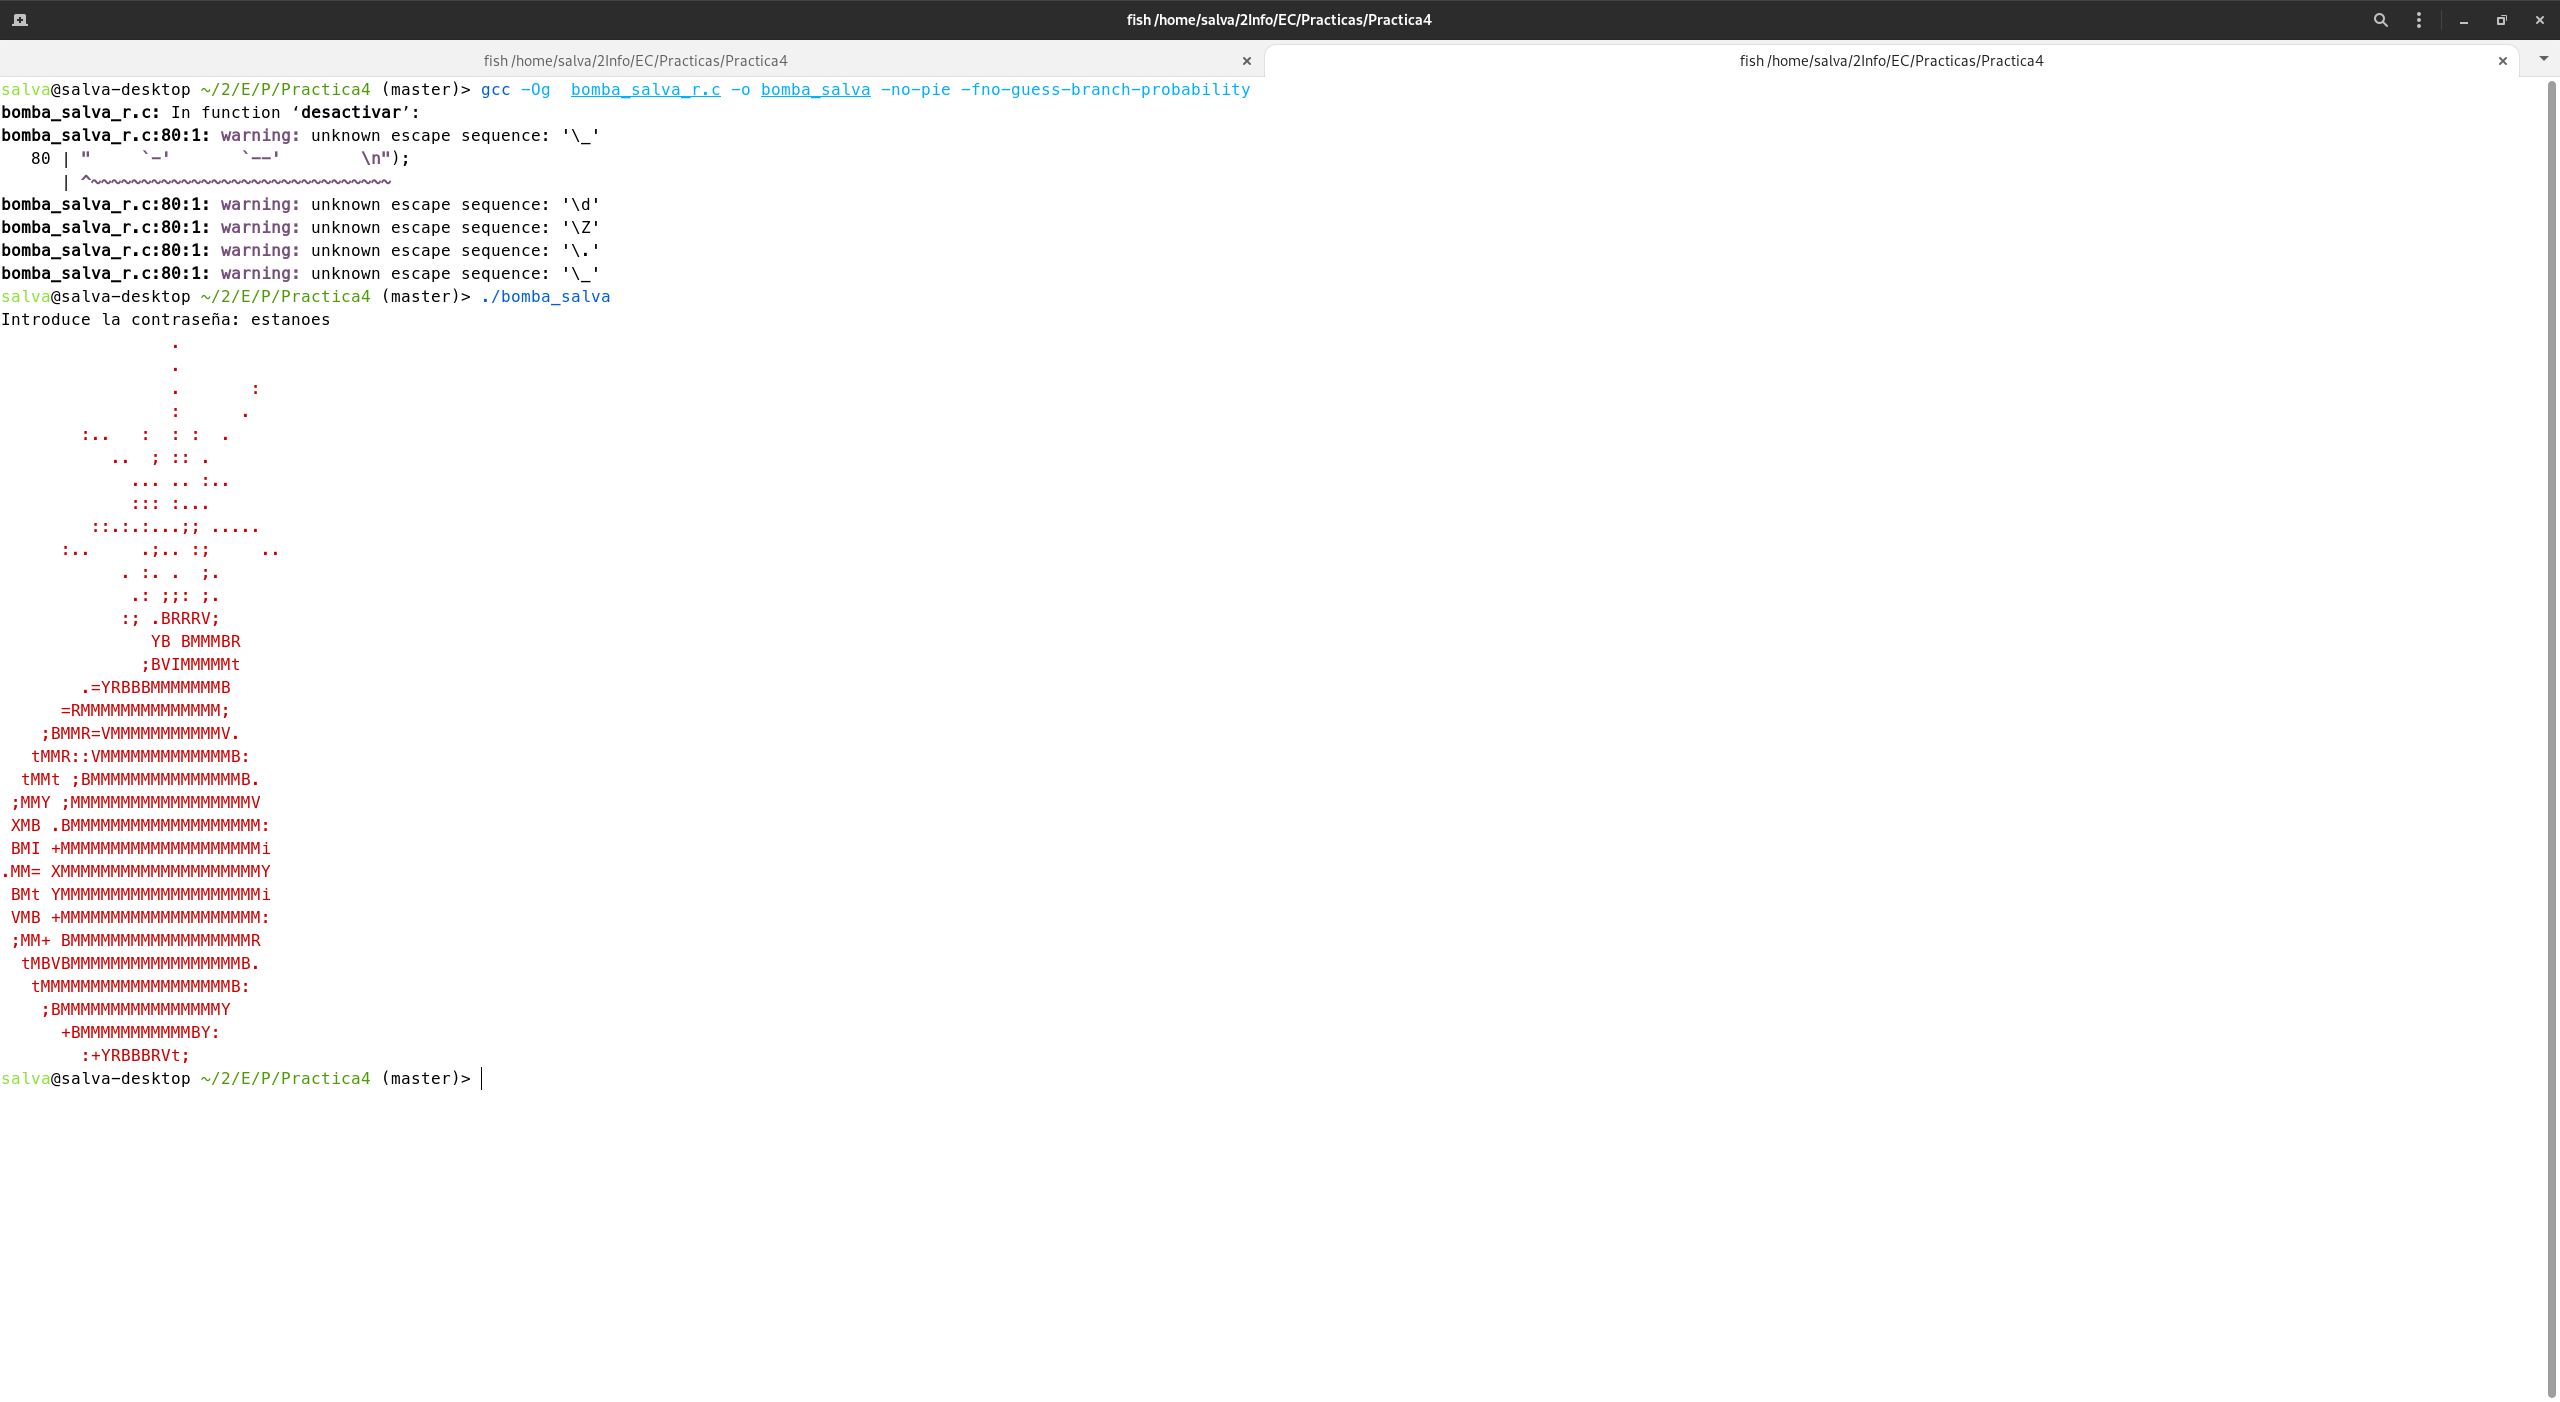 fish /home/salva/2Info/EC/Practicas/Practica4
fish /home/salva/2Info/EC/Practicas/Practica4
fish /home/salva/2Info/EC/Practicas/Practica4
salva@salva-desktop ~/2/E/P/Practica4 (master)> gcc -Og  bomba_salva_r.c -o bomba_salva -no-pie -fno-guess-branch-probability
bomba_salva_r.c: In function ‘desactivar’:
bomba_salva_r.c:80:1: warning: unknown escape sequence: '\_'
   80 | "     `-'       `--'        \n");
      | ^~~~~~~~~~~~~~~~~~~~~~~~~~~~~~~
bomba_salva_r.c:80:1: warning: unknown escape sequence: '\d'
bomba_salva_r.c:80:1: warning: unknown escape sequence: '\Z'
bomba_salva_r.c:80:1: warning: unknown escape sequence: '\.'
bomba_salva_r.c:80:1: warning: unknown escape sequence: '\_'
salva@salva-desktop ~/2/E/P/Practica4 (master)> ./bomba_salva
Introduce la contraseña: estanoes
                 .
                 .
                 .       :
                 :      .
        :..   :  : :  .
           ..  ; :: .
             ... .. :..
             ::: :...
         ::.:.:...;; .....
      :..     .;.. :;     ..
            . :. .  ;.
             .: ;;: ;.
            :; .BRRRV;
               YB BMMMBR
              ;BVIMMMMMt
        .=YRBBBMMMMMMMB
      =RMMMMMMMMMMMMMM;
    ;BMMR=VMMMMMMMMMMMV.
   tMMR::VMMMMMMMMMMMMMB:
  tMMt ;BMMMMMMMMMMMMMMMB.
 ;MMY ;MMMMMMMMMMMMMMMMMMV
 XMB .BMMMMMMMMMMMMMMMMMMM:
 BMI +MMMMMMMMMMMMMMMMMMMMi
.MM= XMMMMMMMMMMMMMMMMMMMMY
 BMt YMMMMMMMMMMMMMMMMMMMMi
 VMB +MMMMMMMMMMMMMMMMMMMM:
 ;MM+ BMMMMMMMMMMMMMMMMMMR
  tMBVBMMMMMMMMMMMMMMMMMB.
   tMMMMMMMMMMMMMMMMMMMB:
    ;BMMMMMMMMMMMMMMMMY
      +BMMMMMMMMMMMBY:
        :+YRBBBRVt;
salva@salva-desktop ~/2/E/P/Practica4 (master)>